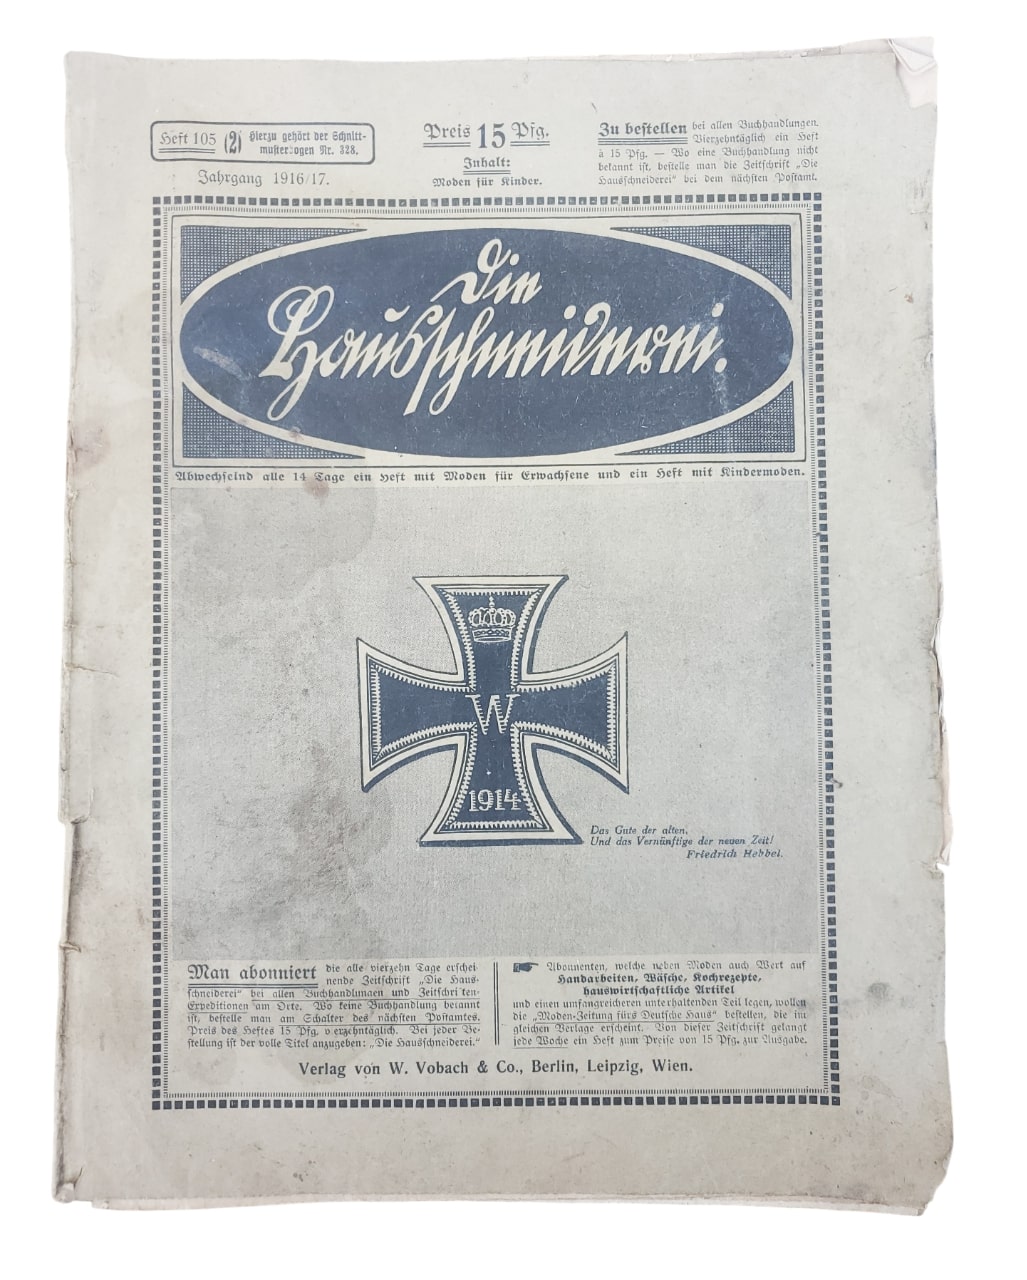 Heft 105 (2) Hierzu gehört der Schnitt-
musterbogen Nr. 328.
Jahrgang 1916/17.
Preis 15 Pfg.
Inhalt:
Moden für Kinder.
Zu bestellen bei allen Buchhandlungen.
Vierzehntäglich ein Heft
à 15 Pfg. — Wo eine Buchhandlung nicht
bekannt ist, bestelle man die Zeitschrift „Die
Hausschneiderei“ bei dem nächsten Postamt.
Die
Hausschneiderei.
Abwechselnd alle 14 Tage ein Heft mit Moden für Erwachsene und ein Heft mit Kindermoden.
W
1914
Das Gute der alten,
Und das Vernünftige der neuen Zeit!
Friedrich Hebbel.
Man abonniert die alle vierzehn Tage erschei-
nende Zeitschrift „Die Haus-
schneiderei“ bei allen Buchhandlungen und Zeitschriften-
Expeditionen am Orte. Wo keine Buchhandlung bekannt
ist, bestelle man am Schalter des nächsten Postamtes.
Preis des Heftes 15 Pfg. vierzehntäglich. Bei jeder Be-
stellung ist der volle Titel anzugeben: „Die Hausschneiderei.“
☛ Abonnenten, welche neben Moden auch Wert auf
Handarbeiten, Wäsche, Kochrezepte,
hauswirtschaftliche Artikel
und einen umfangreicheren unterhaltenden Teil legen, wollen
die „Moden-Zeitung fürs Deutsche Haus“ bestellen, die im
gleichen Verlage erscheint. Von dieser Zeitschrift gelangt
jede Woche ein Heft zum Preise von 15 Pfg. zur Ausgabe.
Verlag von W. Vobach & Co., Berlin, Leipzig, Wien.